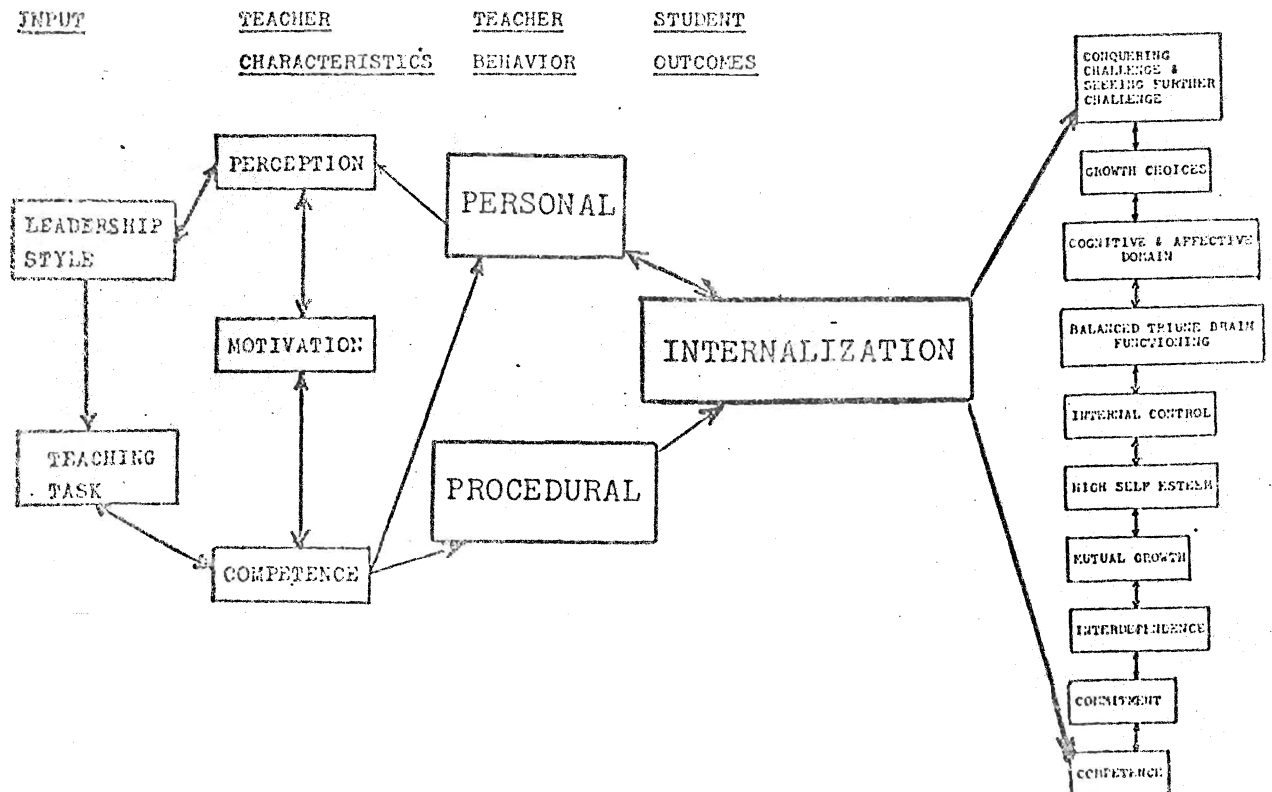 INPUT
TEACHER
CHARACTERISTICS
TEACHER
BEHAVIOR
STUDENT
OUTCOMES
LEADERSHIP
STYLE
TEACHING
TASK
PERCEPTION
MOTIVATION
COMPETENCE
PERSONAL
PROCEDURAL
INTERNALIZATION
CONQUERING
CHALLENGE &
SEEKING FURTHER
CHALLENGE
GROWTH CHOICES
COGNITIVE & AFFECTIVE
DOMAIN
BALANCED TRIUNE BRAIN
FUNCTIONING
INTERNAL CONTROL
HIGH SELF ESTEEM
MUTUAL GROWTH
INTERDEPENDENCE
COMMITMENT
COMPETENCE